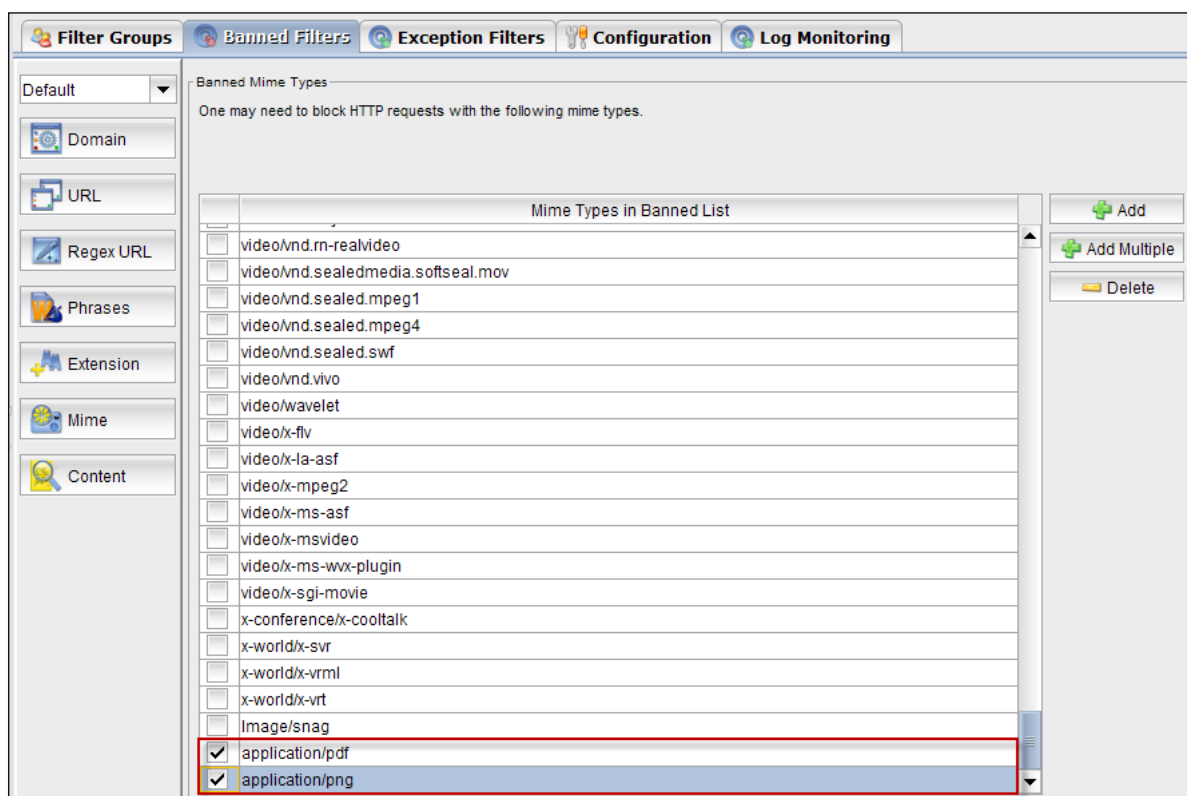 Filter Groups Banned Filters Exception Filters Configuration Log Monitoring
Default
Domain
URL
Regex URL
Phrases
Extension
Mime
Content
Banned Mime Types
One may need to block HTTP requests with the following mime types.
Mime Types in Banned List
video/vnd.rn-realvideo
video/vnd.sealedmedia.softseal.mov
video/vnd.sealed.mpeg1
video/vnd.sealed.mpeg4
video/vnd.sealed.swf
video/vnd.vivo
video/wavelet
video/x-flv
video/x-la-asf
video/x-mpeg2
video/x-ms-asf
video/x-msvideo
video/x-ms-wvx-plugin
video/x-sgi-movie
x-conference/x-cooltalk
x-world/x-svr
x-world/x-vrml
x-world/x-vrt
Image/snag
application/pdf
application/png
Add
Add Multiple
Delete